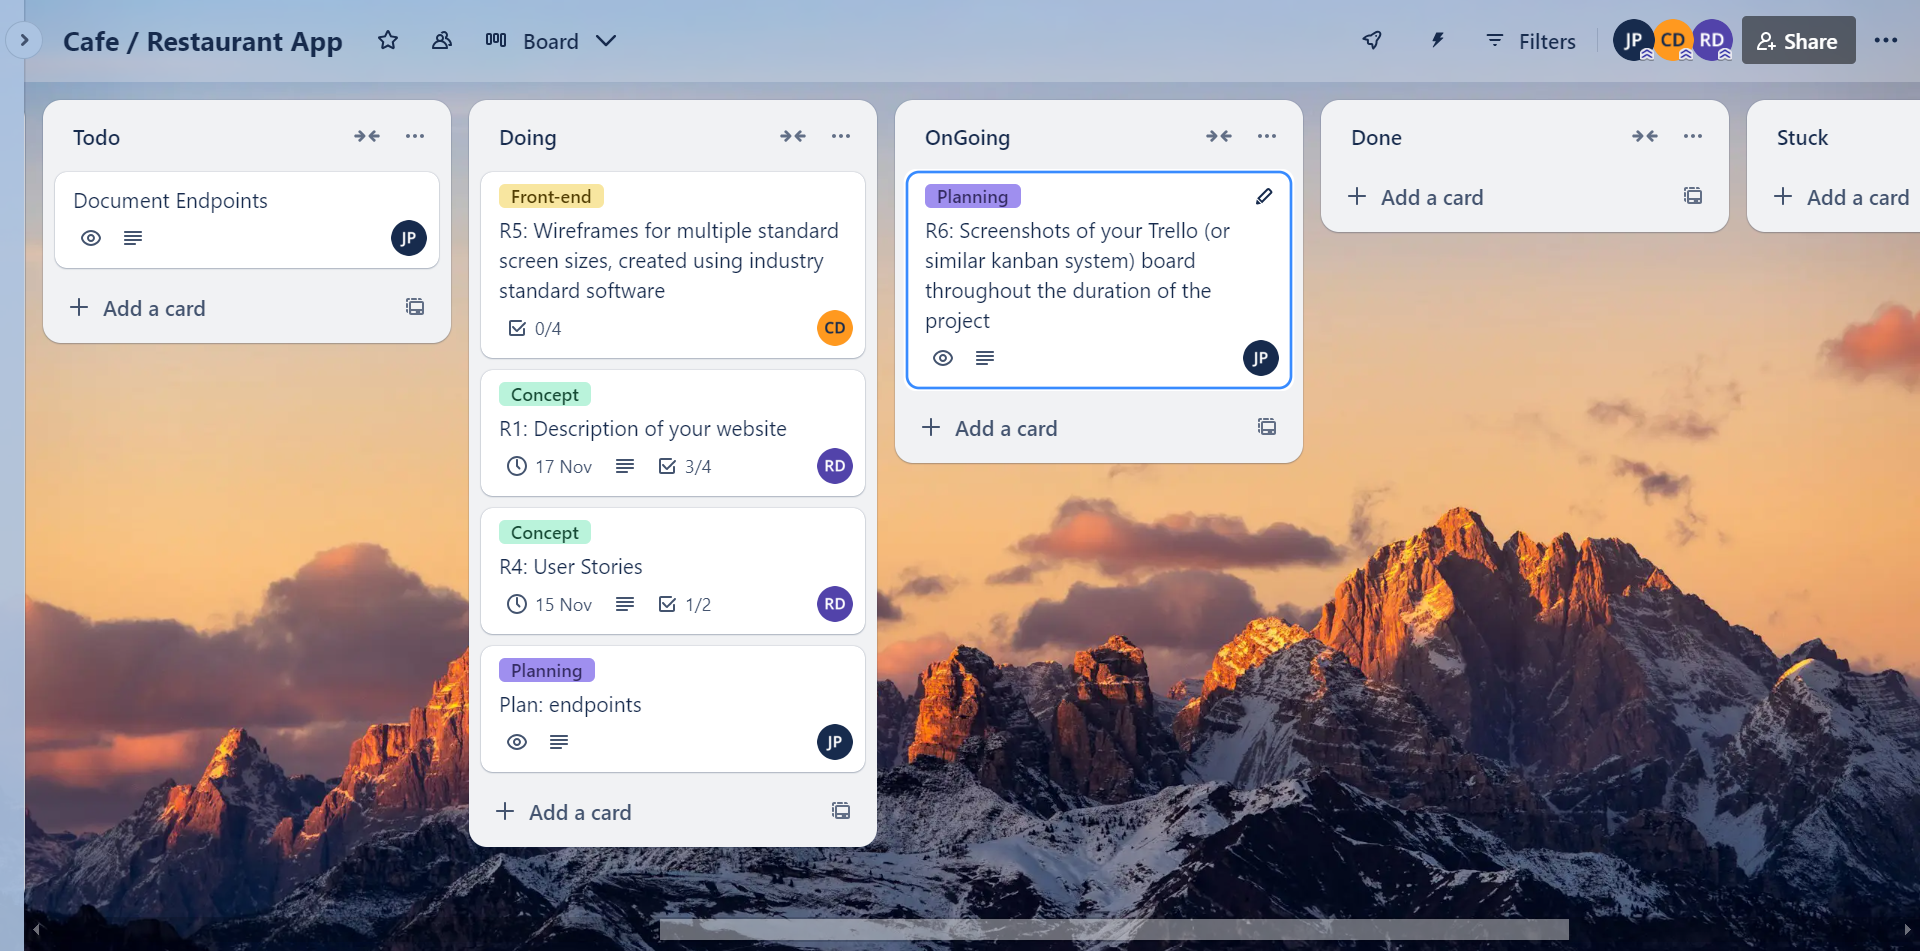 Cafe / Restaurant App
Board
Filters
JP
CD
RD
Share
Todo
Document Endpoints
JP
Add a card
Doing
Front-end
R5: Wireframes for multiple standard
screen sizes, created using industry
standard software
0/4
CD
Concept
R1: Description of your website
17 Nov
3/4
RD
Concept
R4: User Stories
15 Nov
1/2
RD
Planning
Plan: endpoints
JP
Add a card
OnGoing
Planning
R6: Screenshots of your Trello (or
similar kanban system) board
throughout the duration of the
project
JP
Add a card
Done
Add a card
Stuck
Add a card